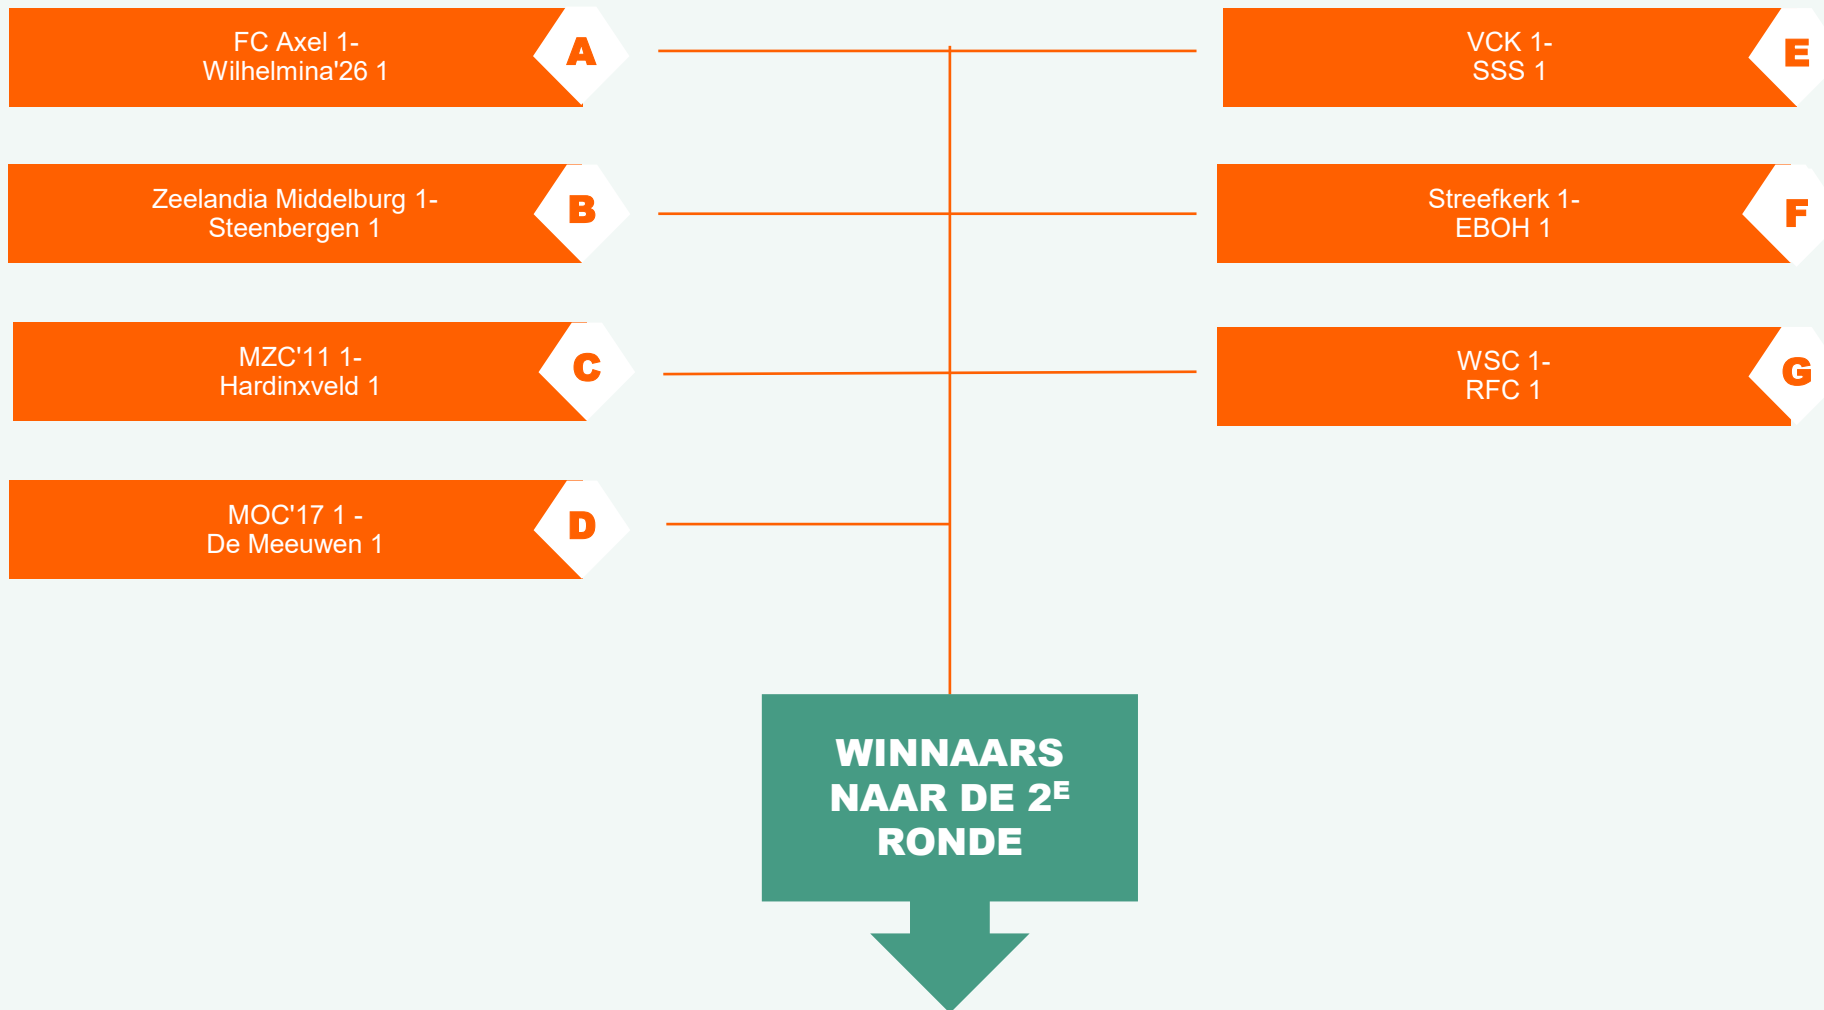 FC Axel 1-
Wilhelmina'26 1
A
Zeelandia Middelburg 1-
Steenbergen 1
B
MZC'11 1-
Hardinxveld 1
C
MOC'17 1 -
De Meeuwen 1
D
VCK 1-
SSS 1
E
Streefkerk 1-
EBOH 1
F
WSC 1-
RFC 1
G
WINNAARS
NAAR DE 2E
RONDE